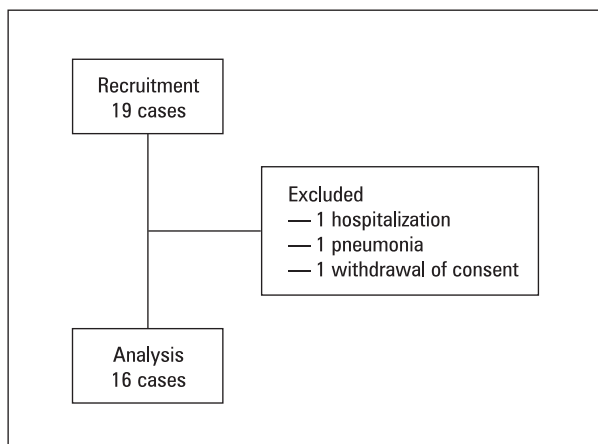 Recruitment
19 cases
Excluded
— 1 hospitalization
— 1 pneumonia
— 1 withdrawal of consent
Analysis
16 cases